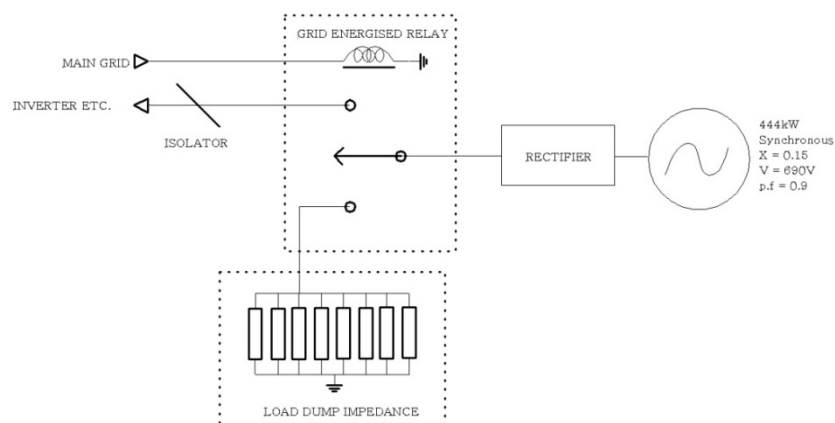 GRID ENERGISED RELAY
MAIN GRID
INVERTER ETC.
ISOLATOR
RECTIFIER
444kW
Synchronous
X = 0.15
V = 690V
p.f = 0.9
LOAD DUMP IMPEDANCE